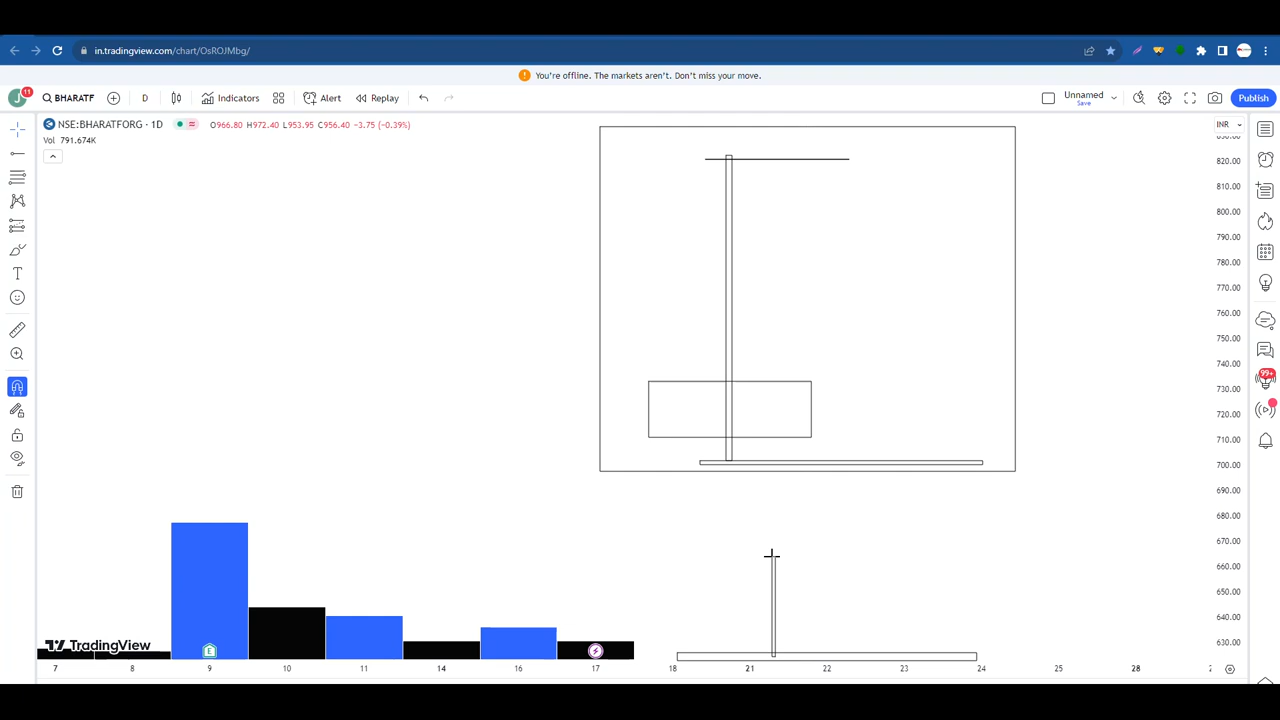 in.tradingview.com/chart/OsROJMbg/
You're offline. The markets aren't. Don't miss your move.
J 11 BHARATF D Indicators Alert Replay Unnamed Save Publish
NSE:BHARATFORG · 1D O966.80 H972.40 L953.95 C956.40 −3.75 (−0.39%) INR
Vol 791.674K
820.00
810.00
800.00
790.00
780.00
770.00
760.00
750.00
740.00
730.00
720.00
710.00
700.00
690.00
680.00
670.00
660.00
650.00
640.00
630.00
99+
T
E
TradingView
7 8 9 10 11 14 16 17 18 21 22 23 24 25 28